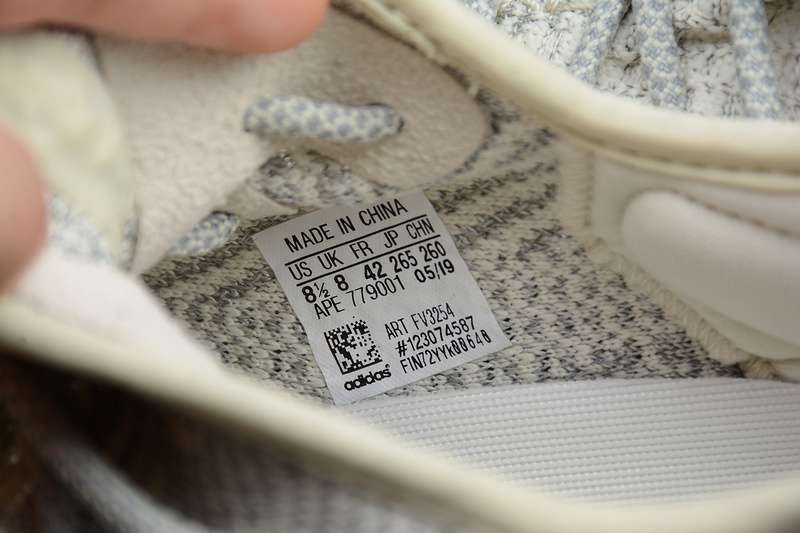 MADE IN CHINA
US UK FR JP CHN
8½ 8 42 265 260
APE 779001 05/19
ART FV3254
#123074587
FIN72YYK00640
adidas